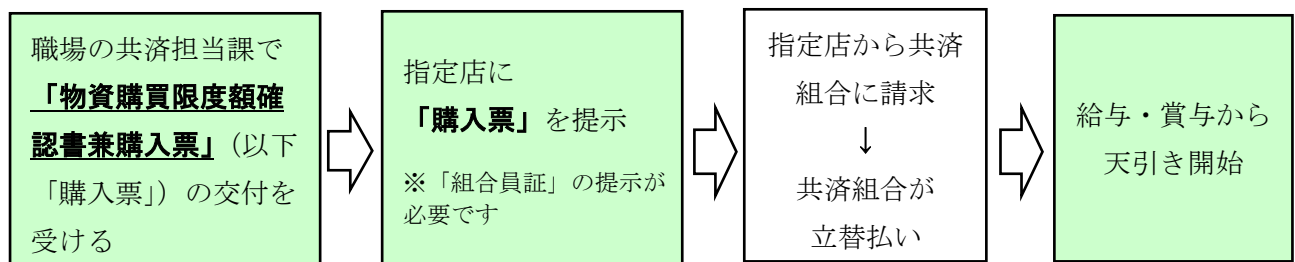 職場の共済担当課で
「物資購買限度額確
認書兼購入票」（以下
「購入票」）の交付を
受ける
指定店に
「購入票」を提示
※「組合員証」の提示が
必要です
指定店から共済
組合に請求
↓
共済組合が
立替払い
給与・賞与から
天引き開始